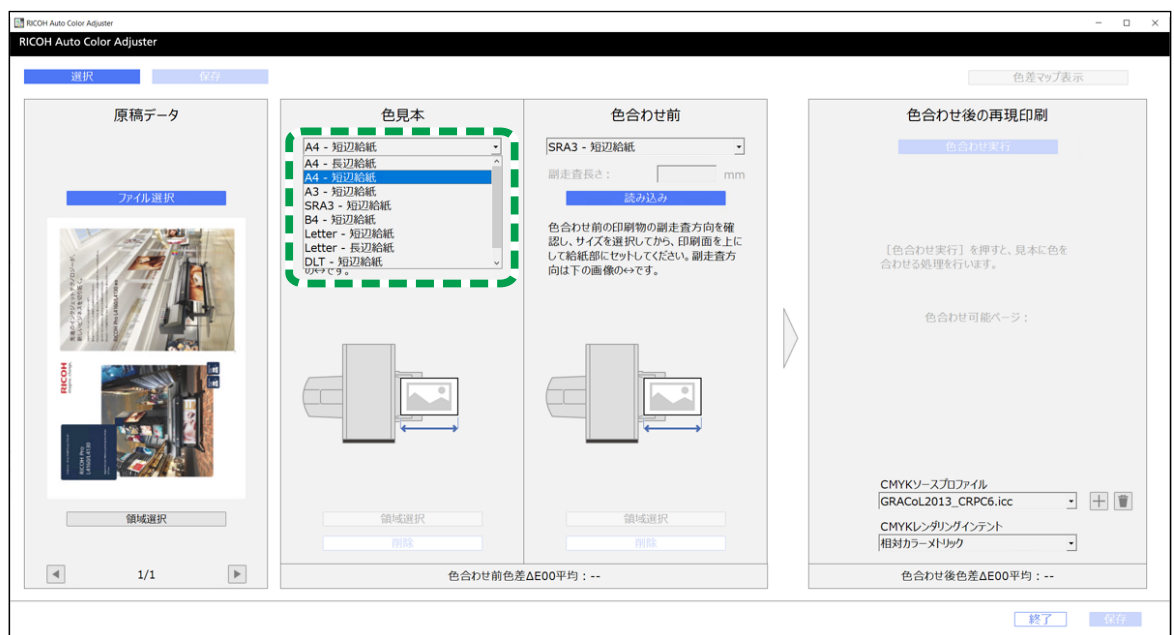 RICOH Auto Color Adjuster
RICOH Auto Color Adjuster
選択
保存
色差マップ表示
原稿データ
ファイル選択
RICOH
RICOH Pro
L4160/L4130
領域選択
1/1
色見本
A4 - 短辺給紙
A4 - 長辺給紙
A4 - 短辺給紙
A3 - 短辺給紙
SRA3 - 短辺給紙
B4 - 短辺給紙
Letter - 短辺給紙
Letter - 長辺給紙
DLT - 短辺給紙
の↔です。
領域選択
削除
色合わせ前
SRA3 - 短辺給紙
副走査長さ： mm
読み込み
色合わせ前の印刷物の副走査方向を確
認し、サイズを選択してから、印刷面を上に
して給紙部にセットしてください。副走査方
向は下の画像の↔です。
領域選択
削除
色合わせ前色差ΔE00平均：--
色合わせ後の再現印刷
色合わせ実行
［色合わせ実行］を押すと、見本に色を
合わせる処理を行います。
色合わせ可能ページ：
CMYKソースプロファイル
GRACoL2013_CRPC6.icc
CMYKレンダリングインテント
相対カラーメトリック
色合わせ後色差ΔE00平均：--
終了
保存